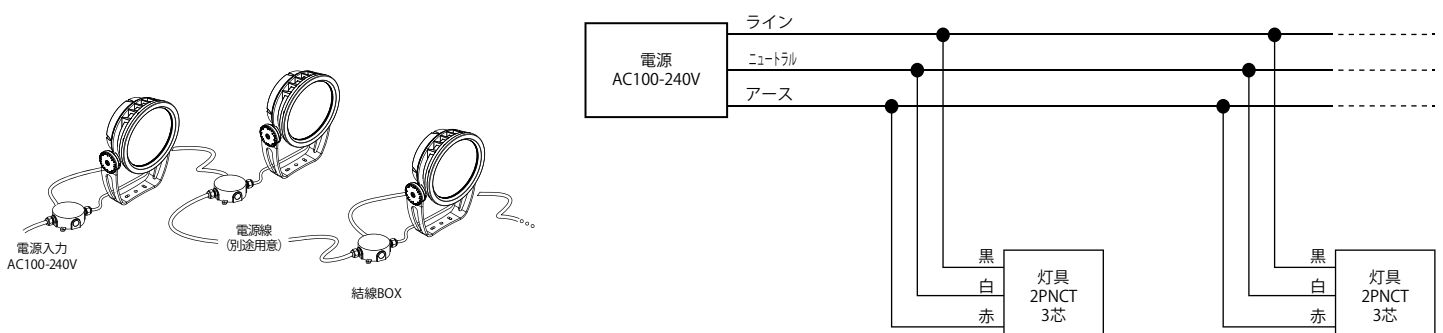 電源入力
AC100-240V
電源線
（別途用意）
結線BOX
電源
AC100-240V
ライン
ﾆｭｰﾄﾗﾙ
アース
黒
白
赤
灯具
2PNCT
3芯
黒
白
赤
灯具
2PNCT
3芯